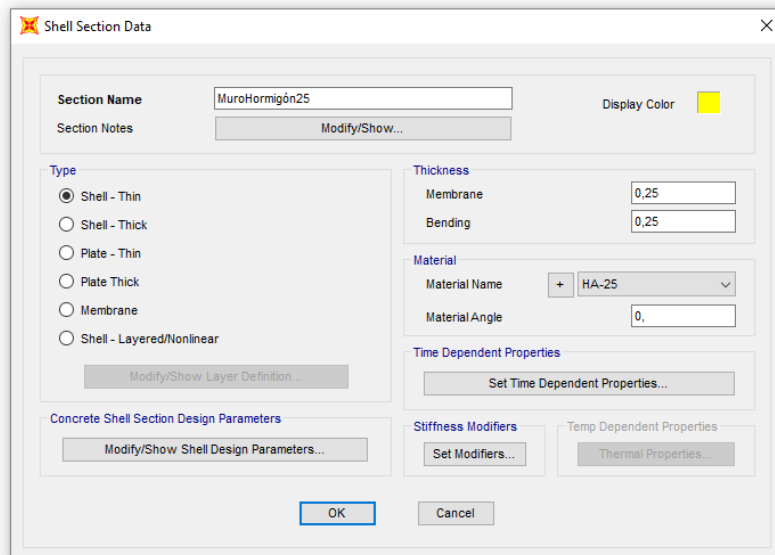 Shell Section Data
Section Name
MuroHormigón25
Display Color
Section Notes
Modify/Show...
Type
Shell - Thin
Shell - Thick
Plate - Thin
Plate Thick
Membrane
Shell - Layered/Nonlinear
Modify/Show Layer Definition...
Thickness
Membrane
0,25
Bending
0,25
Material
Material Name
+
HA-25
Material Angle
0,
Time Dependent Properties
Set Time Dependent Properties...
Concrete Shell Section Design Parameters
Modify/Show Shell Design Parameters...
Stiffness Modifiers
Set Modifiers...
Temp Dependent Properties
Thermal Properties...
OK
Cancel